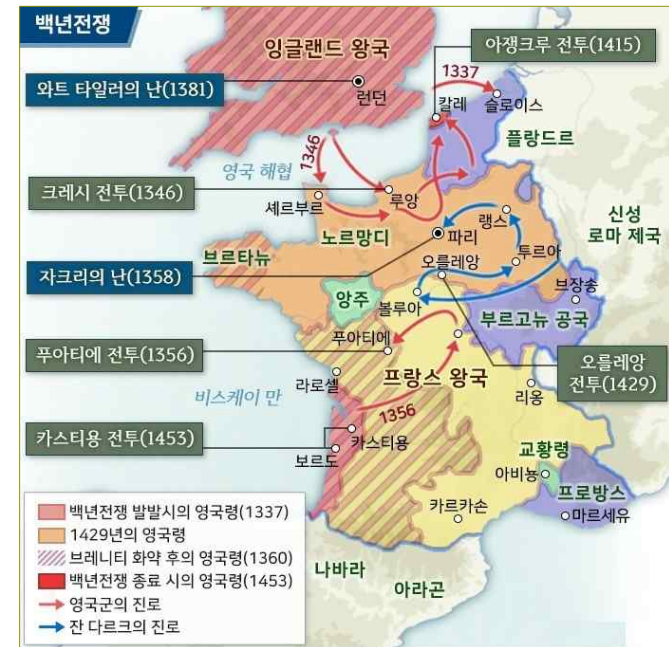 백년전쟁
잉글랜드 왕국
아쟁크루 전투(1415)
와트 타일러의 난(1381)
런던
1337
칼레
슬로이스
플랑드르
1346
영국 해협
크레시 전투(1346)
셰르부르
루앙
노르망디
랭스
파리
신성
로마 제국
브르타뉴
자크리의 난(1358)
오를레앙
투르아
앙주
볼루아
브장송
부르고뉴 공국
푸아티에
푸아티에 전투(1356)
프랑스 왕국
오를레앙
전투(1429)
라로셀
리옹
비스케이 만
1356
카스티용 전투(1453)
카스티용
보르도
교황령
아비뇽
프로방스
카르카손
마르세유
백년전쟁 발발시의 영국령(1337)
1429년의 영국령
브레니티 화약 후의 영국령(1360)
백년전쟁 종료 시의 영국령(1453)
영국군의 진로
잔 다르크의 진로
나바라
아라곤